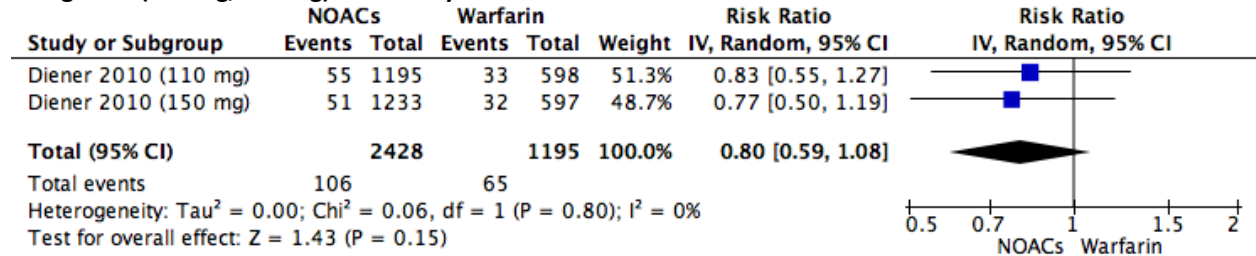 NOACs Warfarin Risk Ratio Risk Ratio
Study or Subgroup Events Total Events Total Weight IV, Random, 95% CI IV, Random, 95% CI
Diener 2010 (110 mg) 55 1195 33 598 51.3% 0.83 [0.55, 1.27]
Diener 2010 (150 mg) 51 1233 32 597 48.7% 0.77 [0.50, 1.19]
Total (95% CI) 2428 1195 100.0% 0.80 [0.59, 1.08]
Total events 106 65
Heterogeneity: Tau² = 0.00; Chi² = 0.06, df = 1 (P = 0.80); I² = 0%
Test for overall effect: Z = 1.43 (P = 0.15)
0.5 0.7 1 1.5 2
NOACs Warfarin